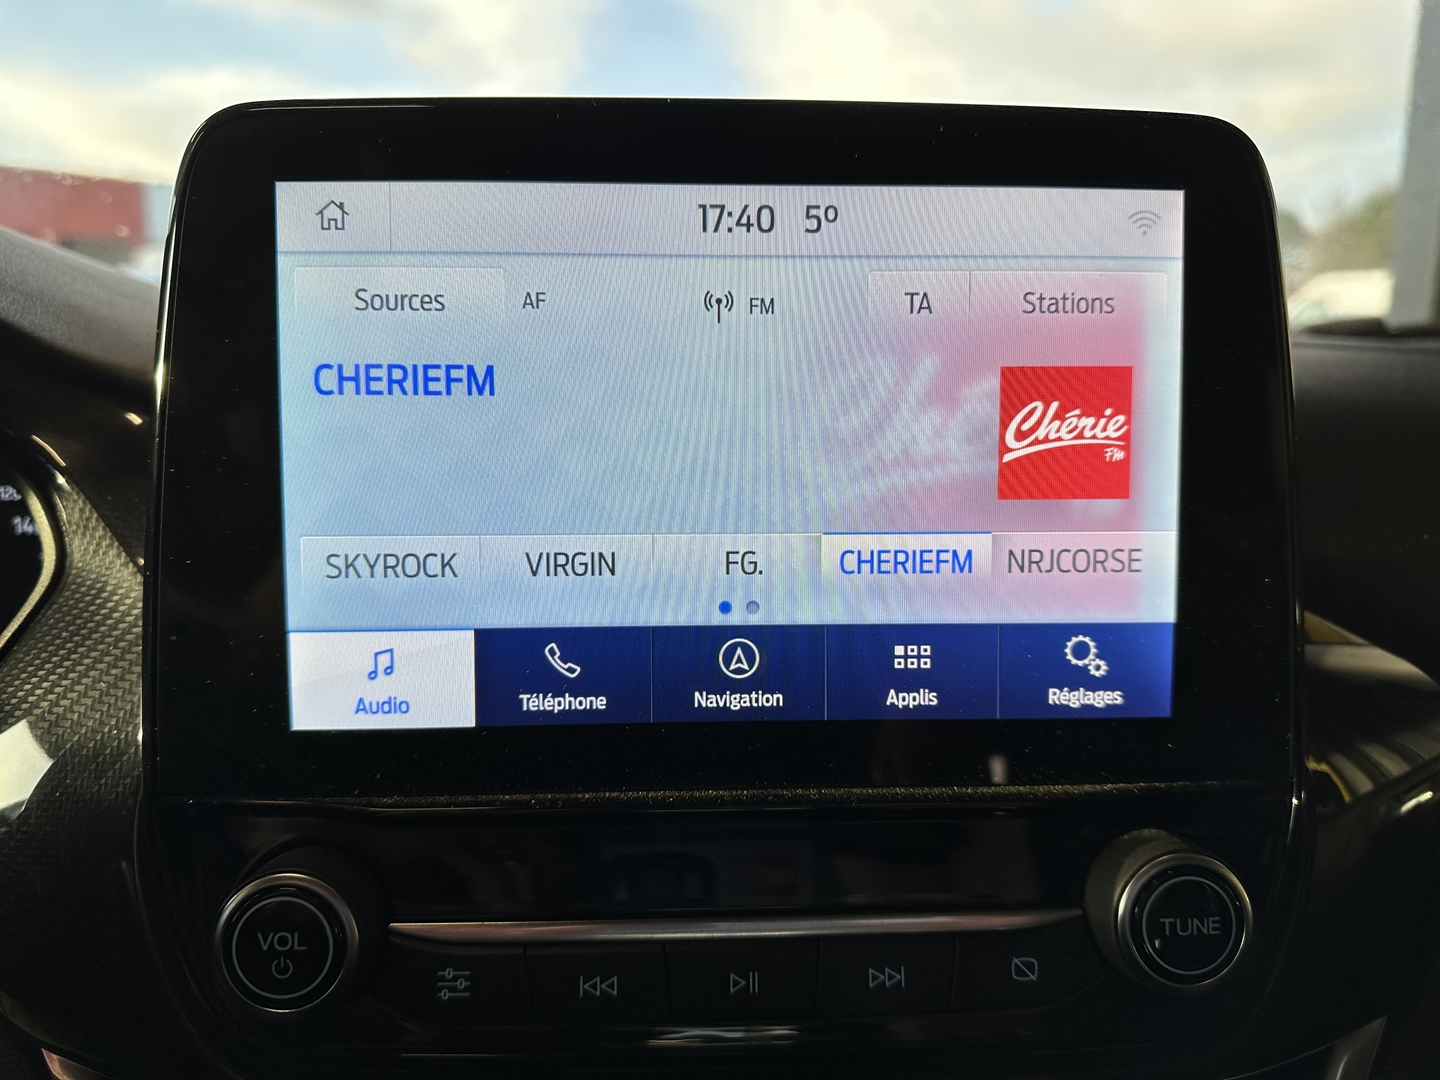 17:40 5°
Sources AF FM TA Stations
CHERIEFM
Chérie
FM
SKYROCK VIRGIN FG. CHERIEFM NRJCORSE
Audio Téléphone Navigation Applis Réglages
VOL TUNE